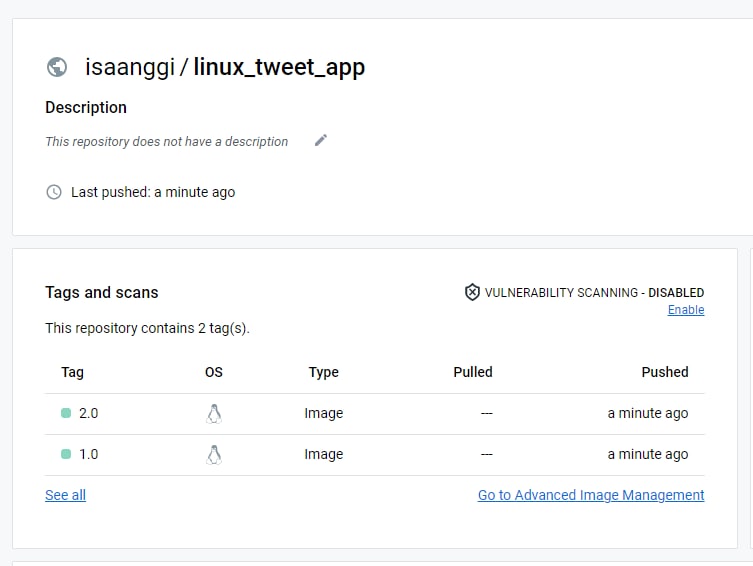 isaanggi / linux_tweet_app
Description
This repository does not have a description
Last pushed: a minute ago
Tags and scans
VULNERABILITY SCANNING - DISABLED
Enable
This repository contains 2 tag(s).
Tag OS Type Pulled Pushed
2.0 Image --- a minute ago
1.0 Image --- a minute ago
See all Go to Advanced Image Management